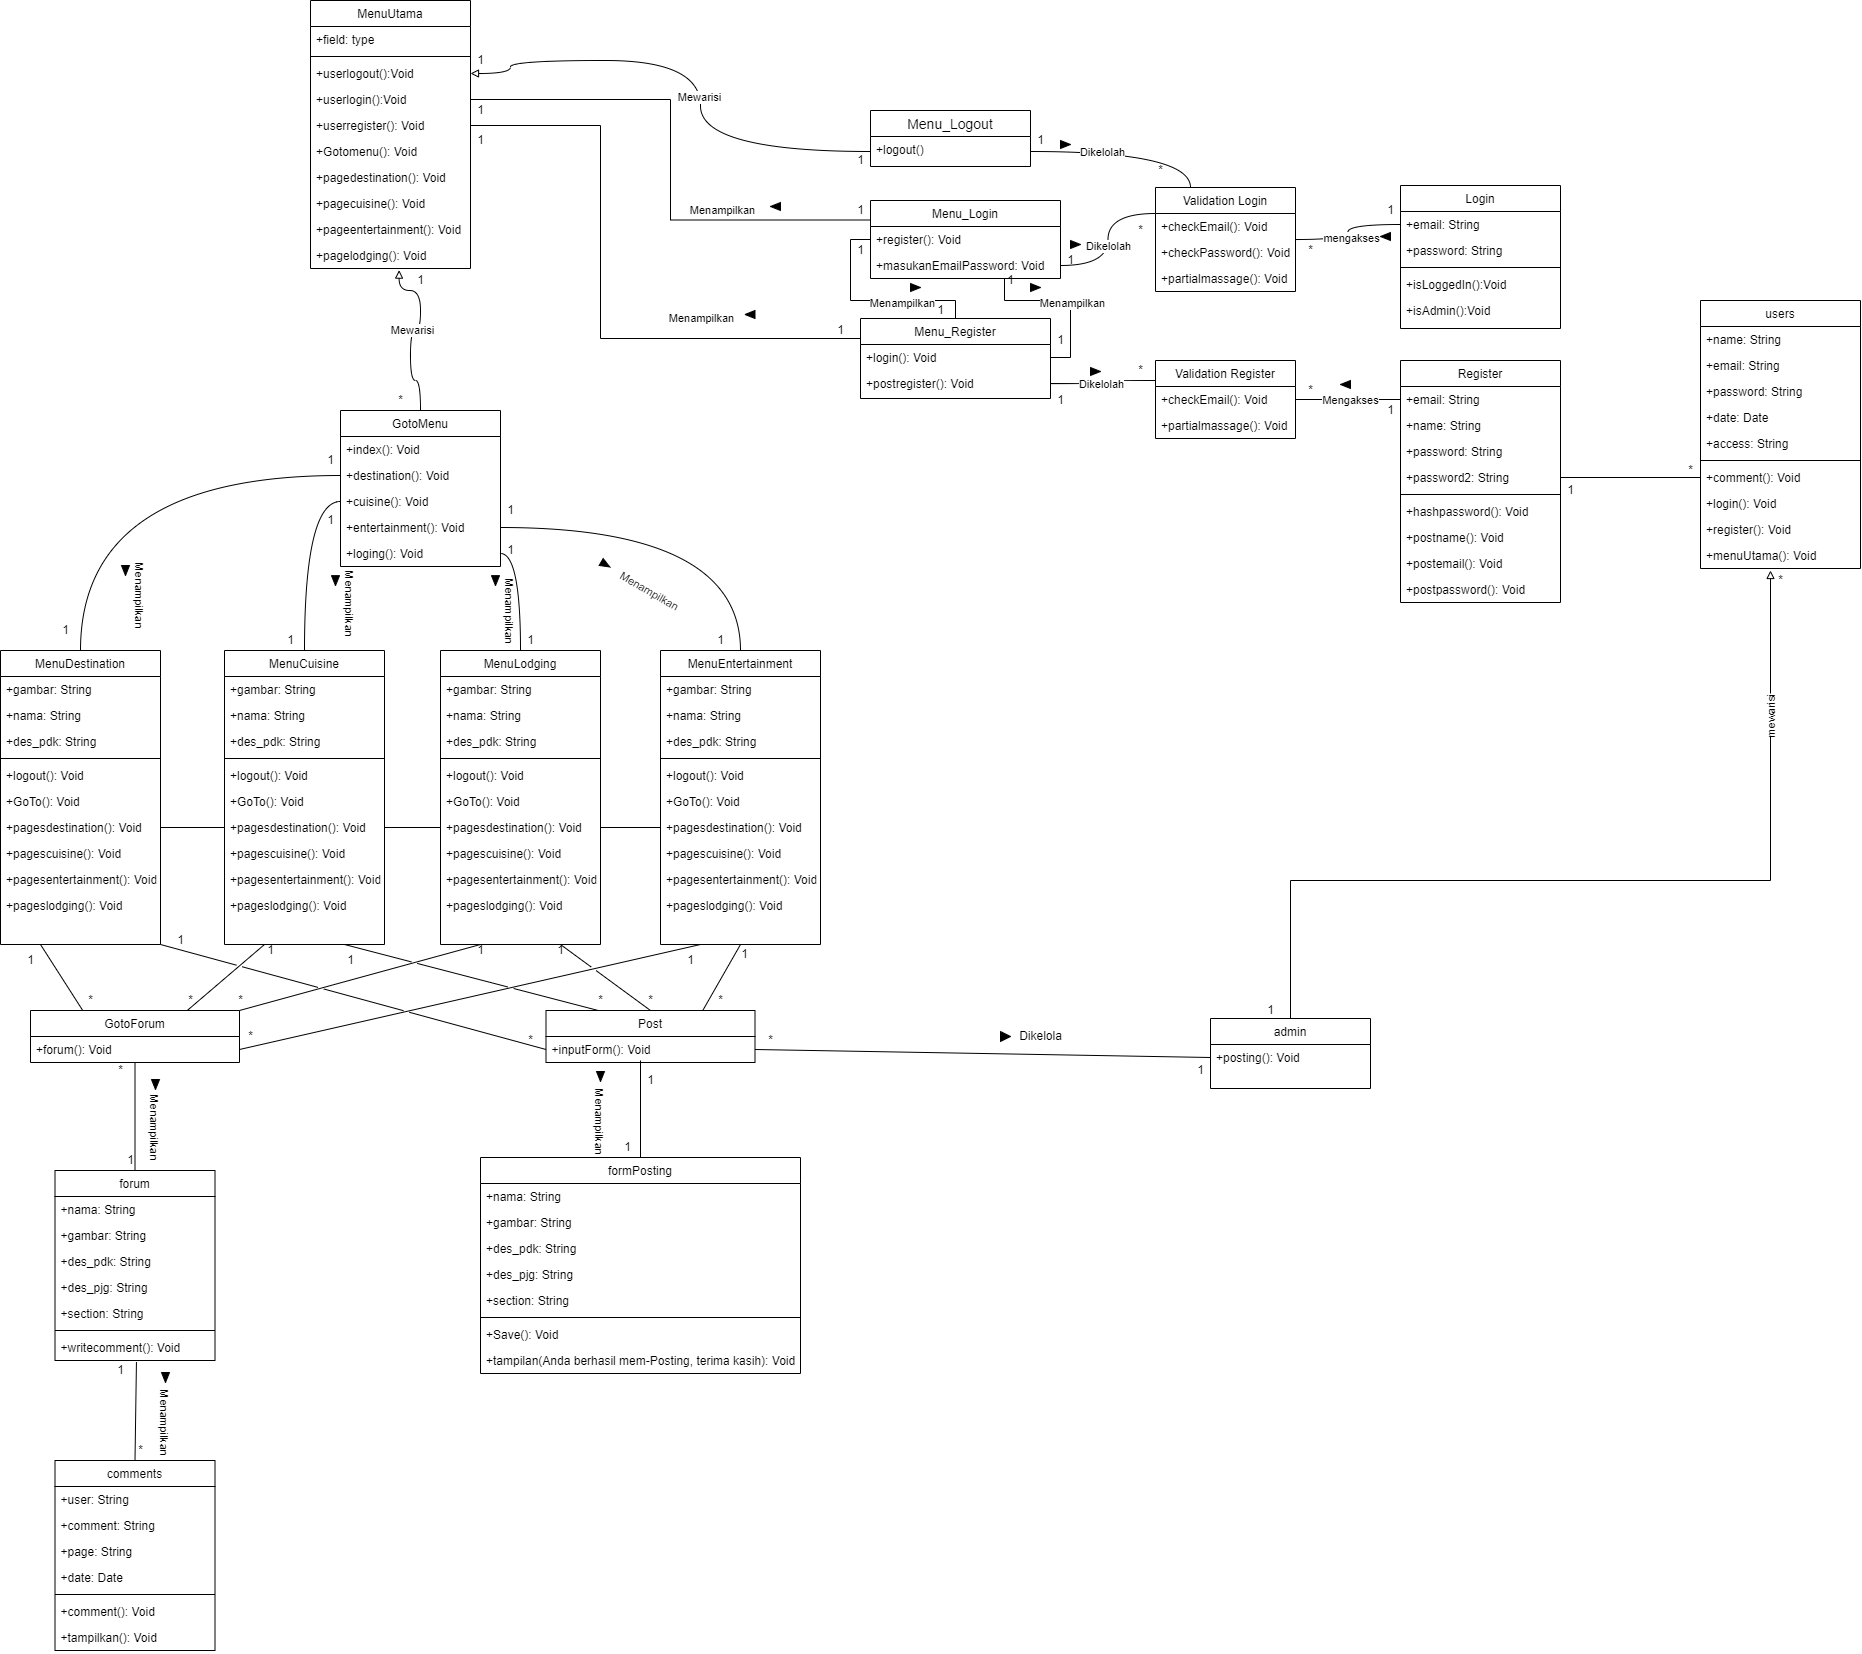 MenuUtama
+field: type
+userlogout():Void
+userlogin():Void
+userregister(): Void
+Gotomenu(): Void
+pagedestination(): Void
+pagecuisine(): Void
+pageentertainment(): Void
+pagelodging(): Void
1
1
1
1
Mewarisi
1
Menu_Logout
+logout()
1
Dikelolah
*
Menampilkan
1
Menu_Login
+register(): Void
+masukanEmailPassword: Void
1
1
1
Dikelolah
*
Validation Login
+checkEmail(): Void
+checkPassword(): Void
+partialmassage(): Void
*
mengakses
1
Login
+email: String
+password: String
+isLoggedIn():Void
+isAdmin():Void
Menampilkan
1
Menampilkan
1
Menampilkan
1
Menu_Register
+login(): Void
+postregister(): Void
1
Dikelolah
*
Validation Register
+checkEmail(): Void
+partialmassage(): Void
*
Mengakses
1
Register
+email: String
+name: String
+password: String
+password2: String
+hashpassword(): Void
+postname(): Void
+postemail(): Void
+postpassword(): Void
1
*
users
+name: String
+email: String
+password: String
+date: Date
+access: String
+comment(): Void
+login(): Void
+register(): Void
+menuUtama(): Void
*
mewarisi
Mewarisi
*
GotoMenu
+index(): Void
+destination(): Void
+cuisine(): Void
+entertainment(): Void
+loging(): Void
1
1
1
1
Menampilkan
Menampilkan
Menampilkan
Menampilkan
1
1
1
1
MenuDestination
+gambar: String
+nama: String
+des_pdk: String
+logout(): Void
+GoTo(): Void
+pagesdestination(): Void
+pagescuisine(): Void
+pagesentertainment(): Void
+pageslodging(): Void
MenuCuisine
+gambar: String
+nama: String
+des_pdk: String
+logout(): Void
+GoTo(): Void
+pagesdestination(): Void
+pagescuisine(): Void
+pagesentertainment(): Void
+pageslodging(): Void
MenuLodging
+gambar: String
+nama: String
+des_pdk: String
+logout(): Void
+GoTo(): Void
+pagesdestination(): Void
+pagescuisine(): Void
+pagesentertainment(): Void
+pageslodging(): Void
MenuEntertainment
+gambar: String
+nama: String
+des_pdk: String
+logout(): Void
+GoTo(): Void
+pagesdestination(): Void
+pagescuisine(): Void
+pagesentertainment(): Void
+pageslodging(): Void
1
1
1
1
1
1
1
1
*
*
*
*
*
*
*
*
GotoForum
+forum(): Void
Post
+inputForm(): Void
*
Dikelola
1
1
admin
+posting(): Void
*
Menampilkan
1
1
Menampilkan
1
forum
+nama: String
+gambar: String
+des_pdk: String
+des_pjg: String
+section: String
+writecomment(): Void
formPosting
+nama: String
+gambar: String
+des_pdk: String
+des_pjg: String
+section: String
+Save(): Void
+tampilan(Anda berhasil mem-Posting, terima kasih): Void
1
Menampilkan
*
comments
+user: String
+comment: String
+page: String
+date: Date
+comment(): Void
+tampilkan(): Void